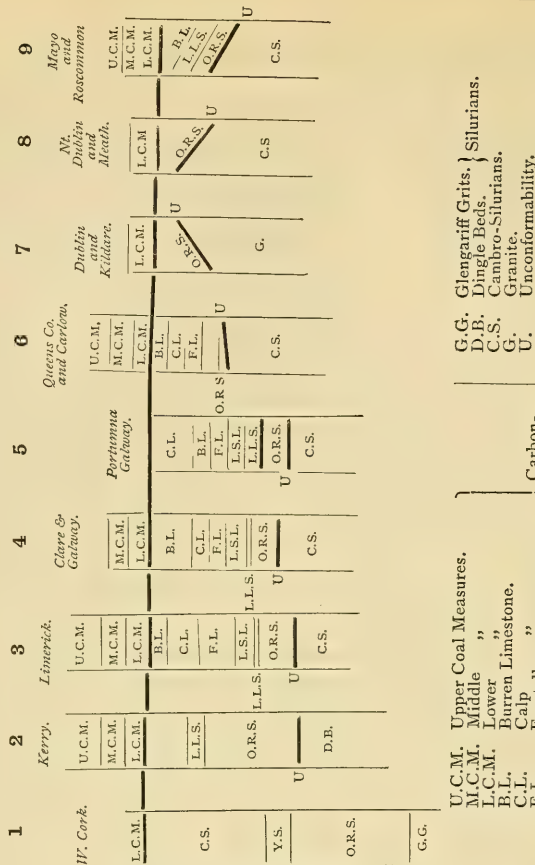 1
W. Cork.
L.C.M.
C.S.
Y.S.
O.R.S.
G.G.
2
Kerry.
U.C.M.
M.C.M.
L.C.M.
L.L.S.
O.R.S.
U
D.B.
3
Limerick.
U.C.M.
M.C.M.
L.C.M.
B.L.
C.L.
F.L.
L.S.L.
L.L.S.
O.R.S.
U
C.S.
4
Clare &
Galway.
M.C.M.
L.C.M.
B.L.
C.L.
F.L.
L.S.L.
L.L.S.
O.R.S.
U
C.S.
5
Portumna
Galway.
C.L.
B.L.
F.L.
L.S.L.
L.L.S.
O.R.S.
U
C.S.
6
Queens Co.
and Carlow.
U.C.M.
M.C.M.
L.C.M.
B.L.
C.L.
F.L.
O.R.S
U
C.S.
7
Dublin
and
Kildare.
L.C.M.
U
O.R.S.
G.
8
Nt.
Dublin
and
Meath.
L.C.M
O.R.S.
U
C.S
9
Mayo
and
Roscommon
U.C.M.
M.C.M.
L.C.M.
B.L.
L.L.S.
O.R.S.
U
C.S.
U.C.M. Upper Coal Measures.
M.C.M. Middle „
L.C.M. Lower „
B.L. Burren Limestone.
C.L. Calp „
Carbon-
G.G. Glengariff Grits. } Silurians.
D.B. Dingle Beds.
C.S. Cambro-Silurians.
G. Granite.
U. Unconformability.